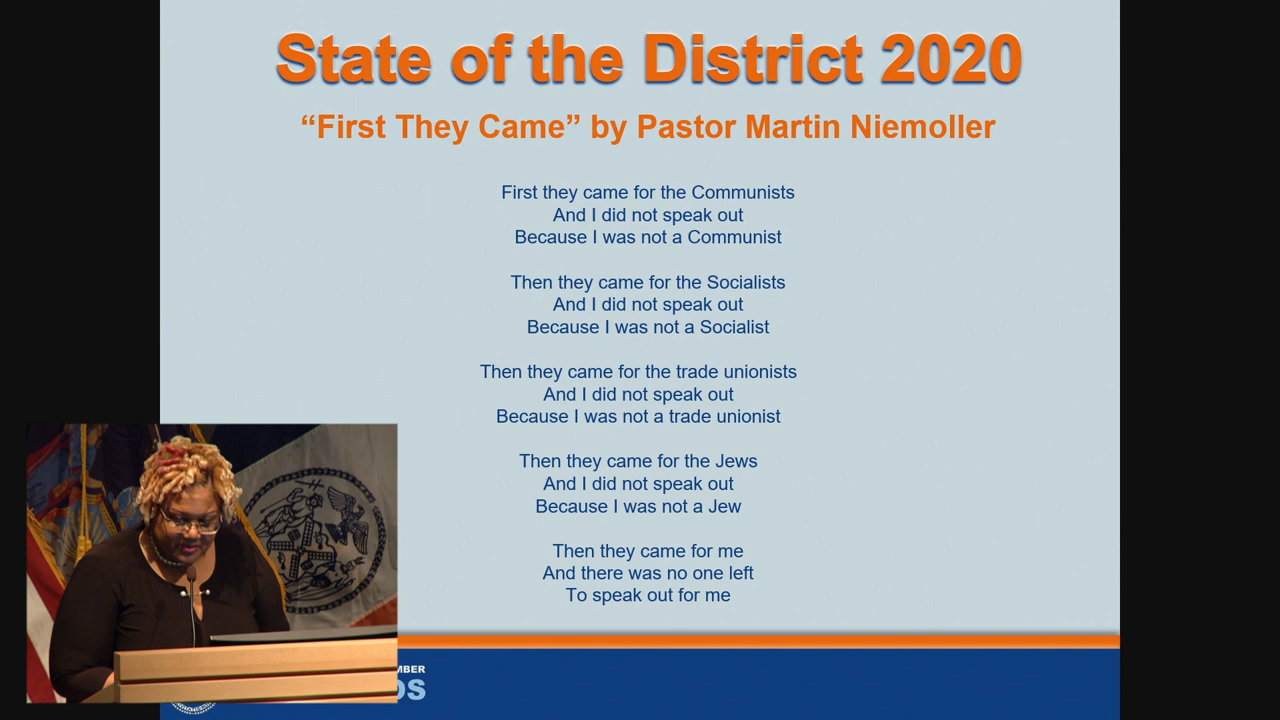 State of the District 2020
“First They Came” by Pastor Martin Niemoller
First they came for the Communists
And I did not speak out
Because I was not a Communist
Then they came for the Socialists
And I did not speak out
Because I was not a Socialist
Then they came for the trade unionists
And I did not speak out
Because I was not a trade unionist
Then they came for the Jews
And I did not speak out
Because I was not a Jew
Then they came for me
And there was no one left
To speak out for me